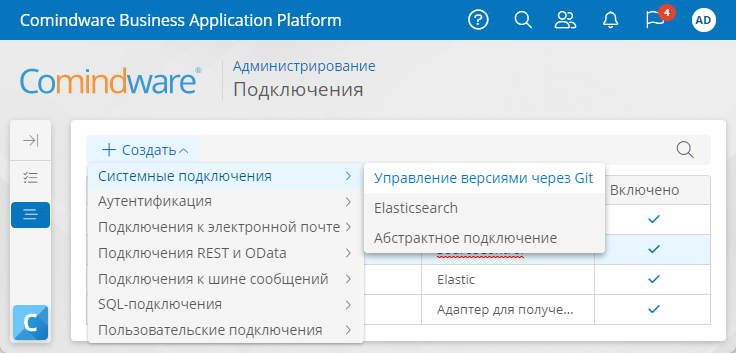 Comindware Business Application Platform
4
AD
Comindware®
Администрирование
Подключения
Создать
Системные подключения
Управление версиями через Git
Включено
Аутентификация
Elasticsearch
Подключения к электронной почте
Абстрактное подключение
Подключения REST и OData
Подключения к шине сообщений
Elastic
SQL-подключения
Адаптер для получе...
Пользовательские подключения
C